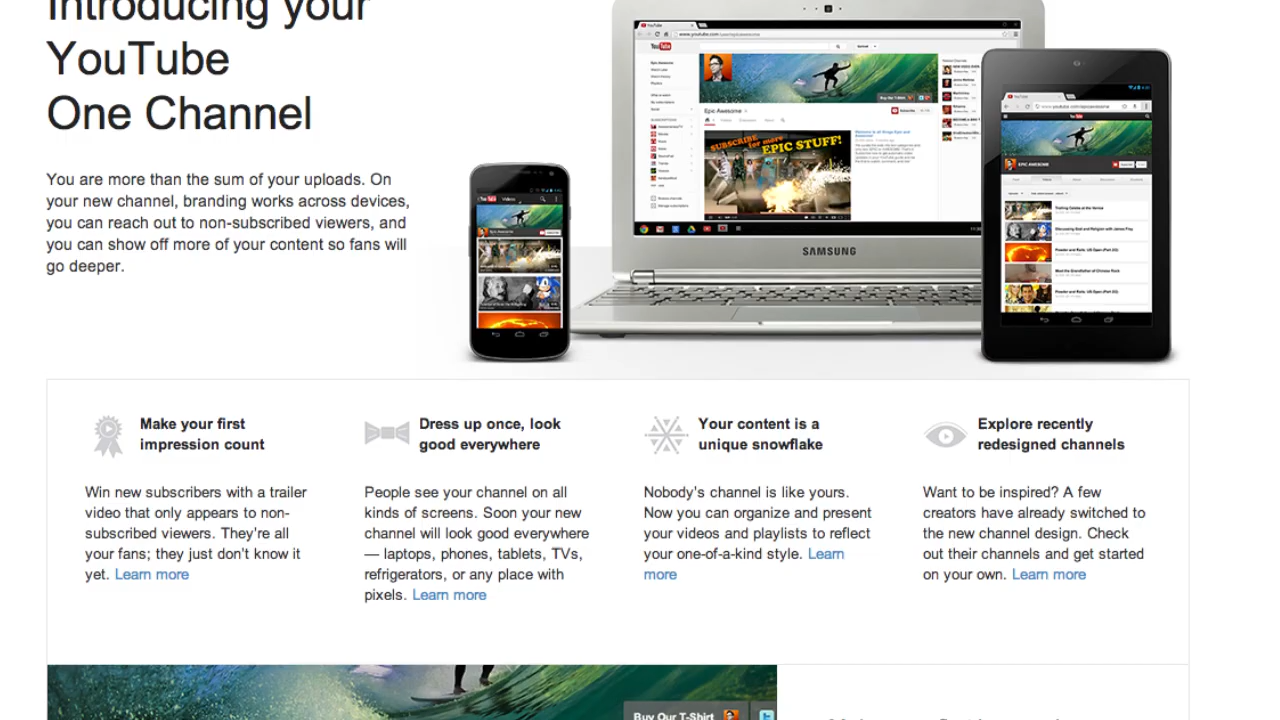 Introducing your
YouTube
One Channel
You are more than the sum of your uploads. On
your new channel, branding works across devices,
you can reach out to non-subscribed viewers, and
you can show off more of your content so fans will
go deeper.
YouTube
Epic Awesome
SUBSCRIBE for more
EPIC STUFF!
SAMSUNG
Videos
EPIC AWESOME
Make your first
impression count
Win new subscribers with a trailer
video that only appears to non-
subscribed viewers. They're all
your fans; they just don't know it
yet. Learn more
Dress up once, look
good everywhere
People see your channel on all
kinds of screens. Soon your new
channel will look good everywhere
— laptops, phones, tablets, TVs,
refrigerators, or any place with
pixels. Learn more
Your content is a
unique snowflake
Nobody's channel is like yours.
Now you can organize and present
your videos and playlists to reflect
your one-of-a-kind style. Learn
more
Explore recently
redesigned channels
Want to be inspired? A few
creators have already switched to
the new channel design. Check
out their channels and get started
on your own. Learn more
Buy Our T-Shirt